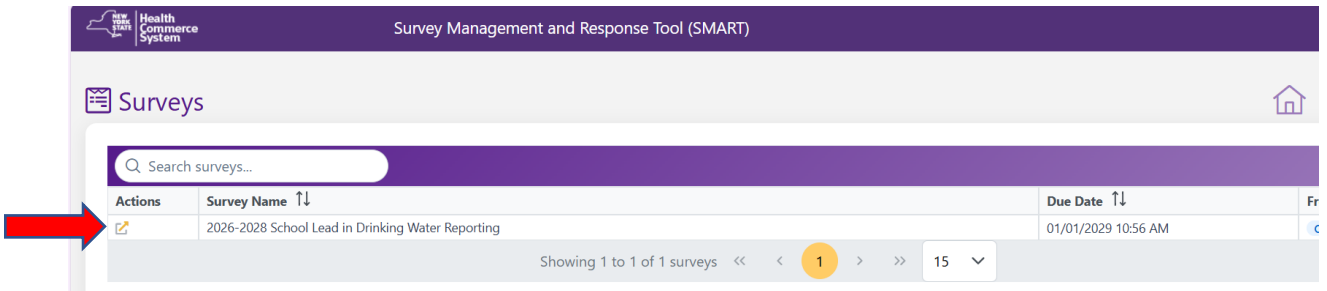 NEW YORK STATE
Health Commerce System
Survey Management and Response Tool (SMART)
Surveys
Search surveys...
Actions Survey Name Due Date Fr
2026-2028 School Lead in Drinking Water Reporting 01/01/2029 10:56 AM
Showing 1 to 1 of 1 surveys << < 1 > >> 15